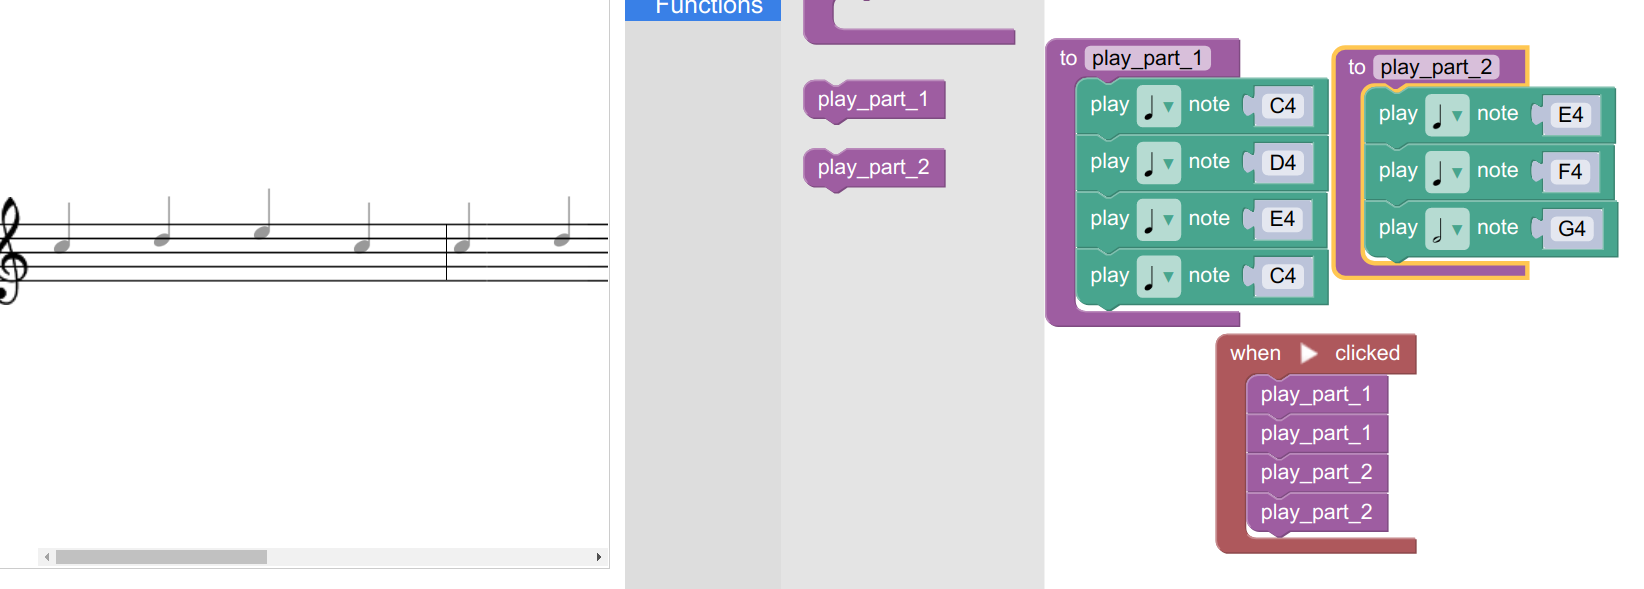 Functions
play_part_1
play_part_2
to play_part_1
play note C4
play note D4
play note E4
play note C4
to play_part_2
play note E4
play note F4
play note G4
when clicked
play_part_1
play_part_1
play_part_2
play_part_2